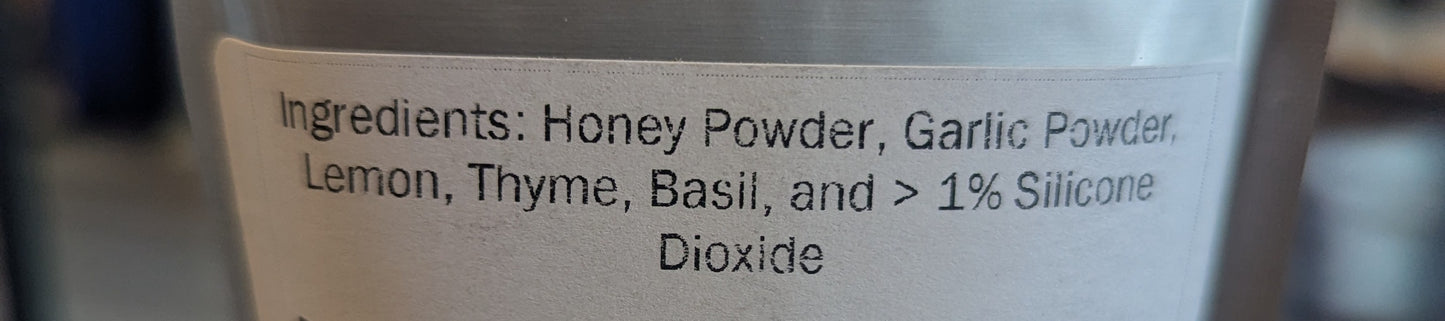 Ingredients: Honey Powder, Garlic Powder,
Lemon, Thyme, Basil, and > 1% Silicone
Dioxide